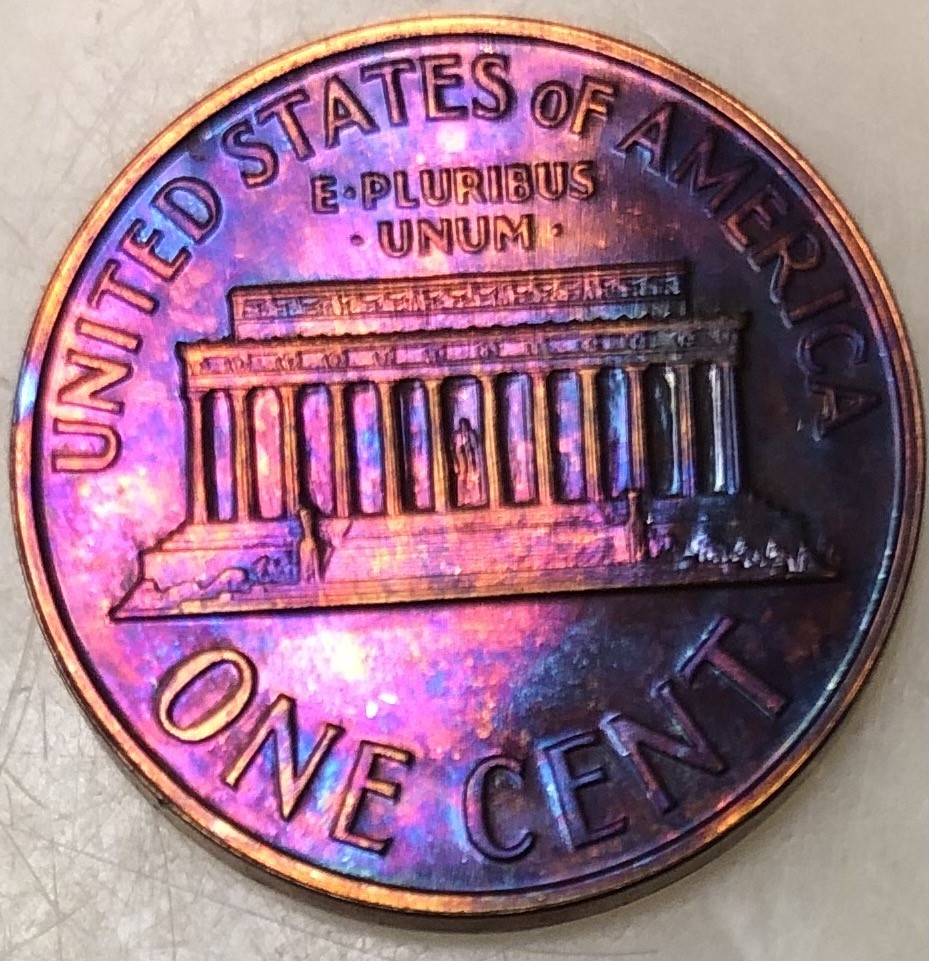 UNITED STATES OF AMERICA
E·PLURIBUS
·UNUM·
ONE CENT